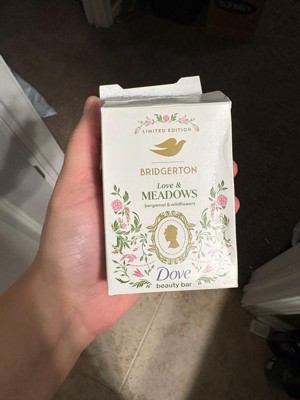 LIMITED EDITION
BRIDGERTON
Love &
MEADOWS
bergamot & wildflowers
Dove
beauty bar